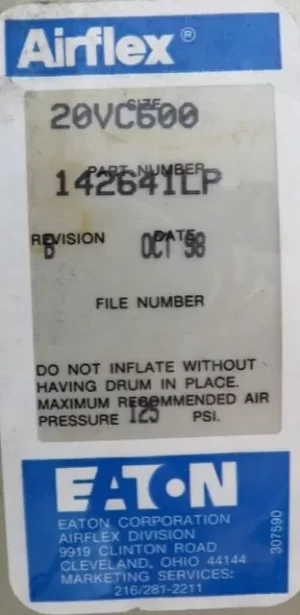 Airflex®
SIZE
20VC600
PART NUMBER
142641LP
REVISION DATE
B OCT 98
FILE NUMBER
DO NOT INFLATE WITHOUT
HAVING DRUM IN PLACE.
MAXIMUM RECOMMENDED AIR
PRESSURE 125 PSI.
EATON
EATON CORPORATION
AIRFLEX DIVISION
9919 CLINTON ROAD
CLEVELAND, OHIO 44144
MARKETING SERVICES:
216/281-2211
307590